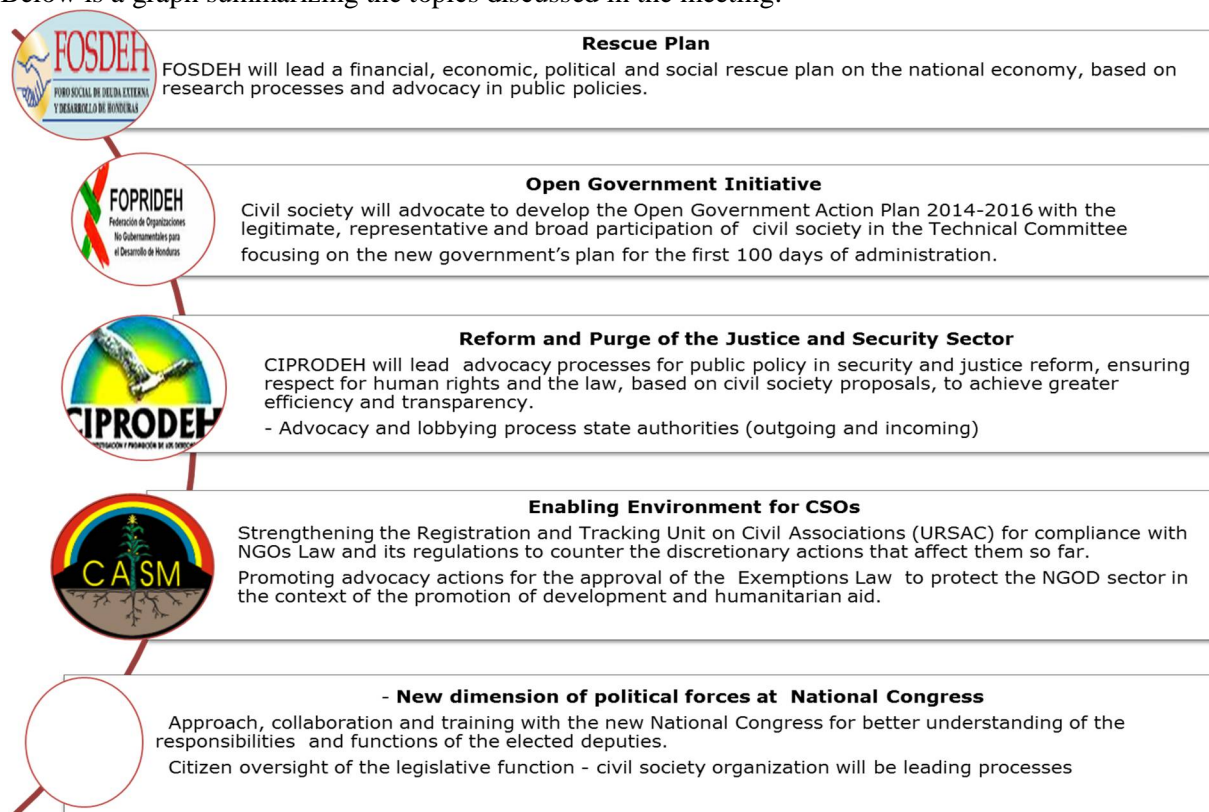 Below is a graph summarizing the topics discussed in the meeting:
FOSDEH
FORO SOCIAL DE DEUDA EXTERNA
Y DESARROLLO DE HONDURAS
Rescue Plan
FOSDEH will lead a financial, economic, political and social rescue plan on the national economy, based on
research processes and advocacy in public policies.
FOPRIDEH
Federación de Organizaciones
No Gubernamentales para
el Desarrollo de Honduras
Open Government Initiative
Civil society will advocate to develop the Open Government Action Plan 2014-2016 with the
legitimate, representative and broad participation of civil society in the Technical Committee
focusing on the new government's plan for the first 100 days of administration.
CIPRODEH
Reform and Purge of the Justice and Security Sector
CIPRODEH will lead advocacy processes for public policy in security and justice reform, ensuring
respect for human rights and the law, based on civil society proposals, to achieve greater
efficiency and transparency.
- Advocacy and lobbying process state authorities (outgoing and incoming)
CASM
Enabling Environment for CSOs
Strengthening the Registration and Tracking Unit on Civil Associations (URSAC) for compliance with
NGOs Law and its regulations to counter the discretionary actions that affect them so far.
Promoting advocacy actions for the approval of the Exemptions Law to protect the NGOD sector in
the context of the promotion of development and humanitarian aid.
- New dimension of political forces at National Congress
Approach, collaboration and training with the new National Congress for better understanding of the
responsibilities and functions of the elected deputies.
Citizen oversight of the legislative function - civil society organization will be leading processes